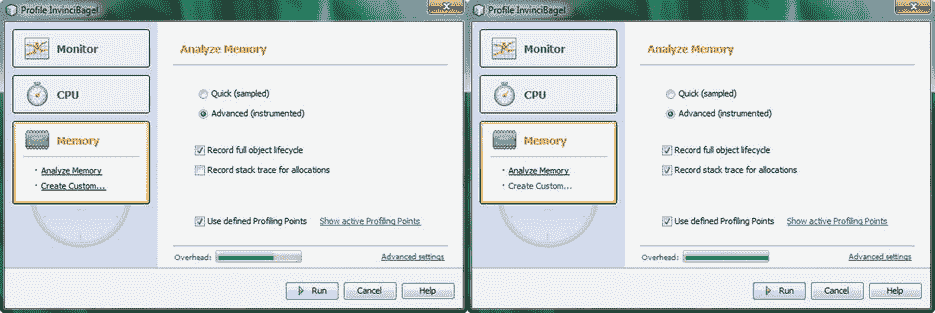 Profile InvinciBagel
Monitor
CPU
Memory
· Analyze Memory
· Create Custom...
Analyze Memory
Quick (sampled)
Advanced (instrumented)
Record full object lifecycle
Record stack trace for allocations
Use defined Profiling Points Show active Profiling Points
Overhead: Advanced settings
Run Cancel Help
Profile InvinciBagel
Monitor
CPU
Memory
· Analyze Memory
· Create Custom...
Analyze Memory
Quick (sampled)
Advanced (instrumented)
Record full object lifecycle
Record stack trace for allocations
Use defined Profiling Points Show active Profiling Points
Overhead: Advanced settings
Run Cancel Help